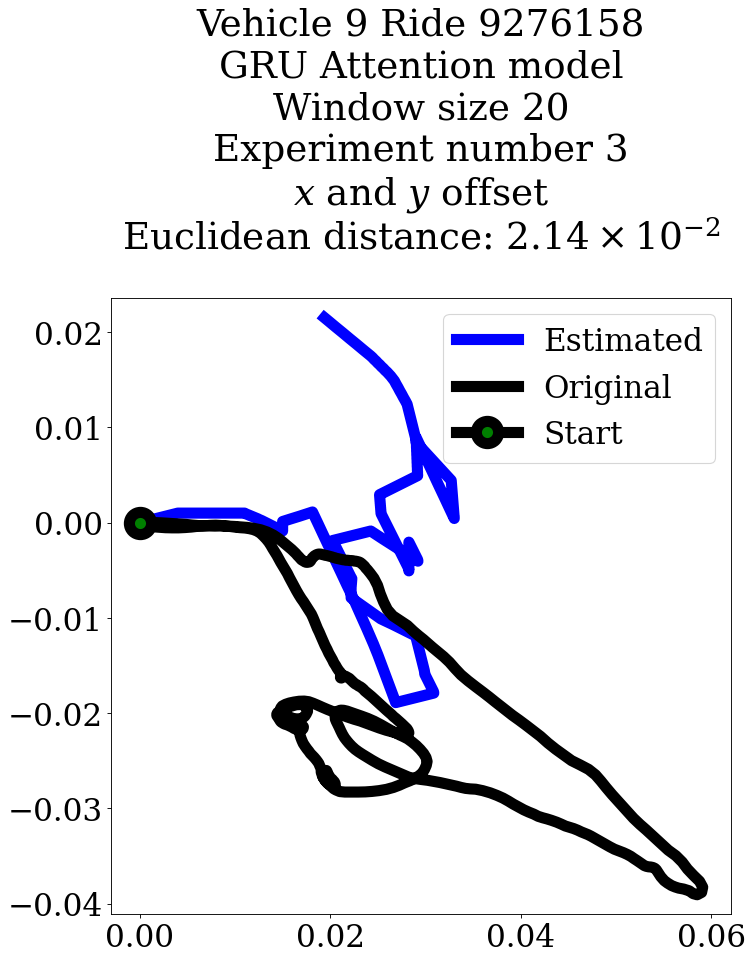 Vehicle 9 Ride 9276158
GRU Attention model
Window size 20
Experiment number 3
x and y offset
Euclidean distance: 2.14 × 10⁻²
Estimated
Original
Start
0.02
0.01
0.00
−0.01
−0.02
−0.03
−0.04
0.00 0.02 0.04 0.06